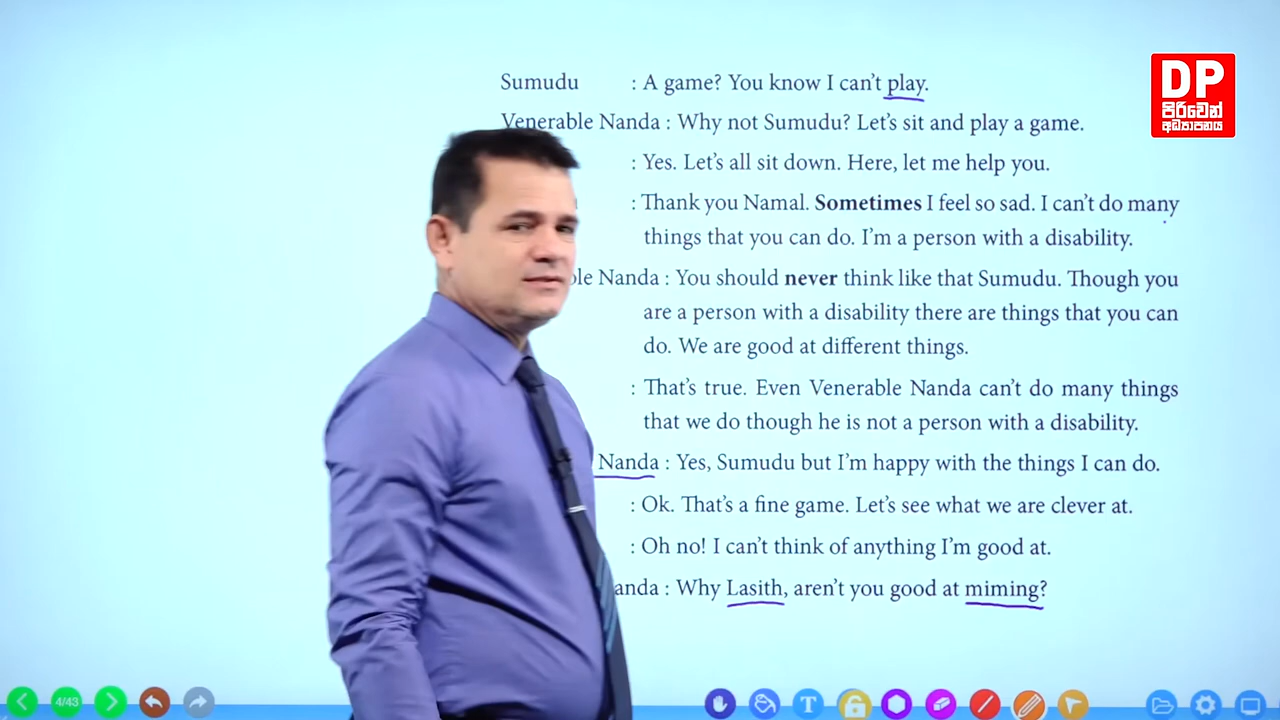 DP
පිරිවෙන්
අධ්‍යාපනය
Sumudu : A game? You know I can't play.
Venerable Nanda : Why not Sumudu? Let's sit and play a game.
: Yes. Let's all sit down. Here, let me help you.
: Thank you Namal. Sometimes I feel so sad. I can't do many
things that you can do. I'm a person with a disability.
Nanda : You should never think like that Sumudu. Though you
are a person with a disability there are things that you can
do. We are good at different things.
: That's true. Even Venerable Nanda can't do many things
that we do though he is not a person with a disability.
Nanda : Yes, Sumudu but I'm happy with the things I can do.
: Ok. That's a fine game. Let's see what we are clever at.
: Oh no! I can't think of anything I'm good at.
: Why Lasith, aren't you good at miming?
4/43
T